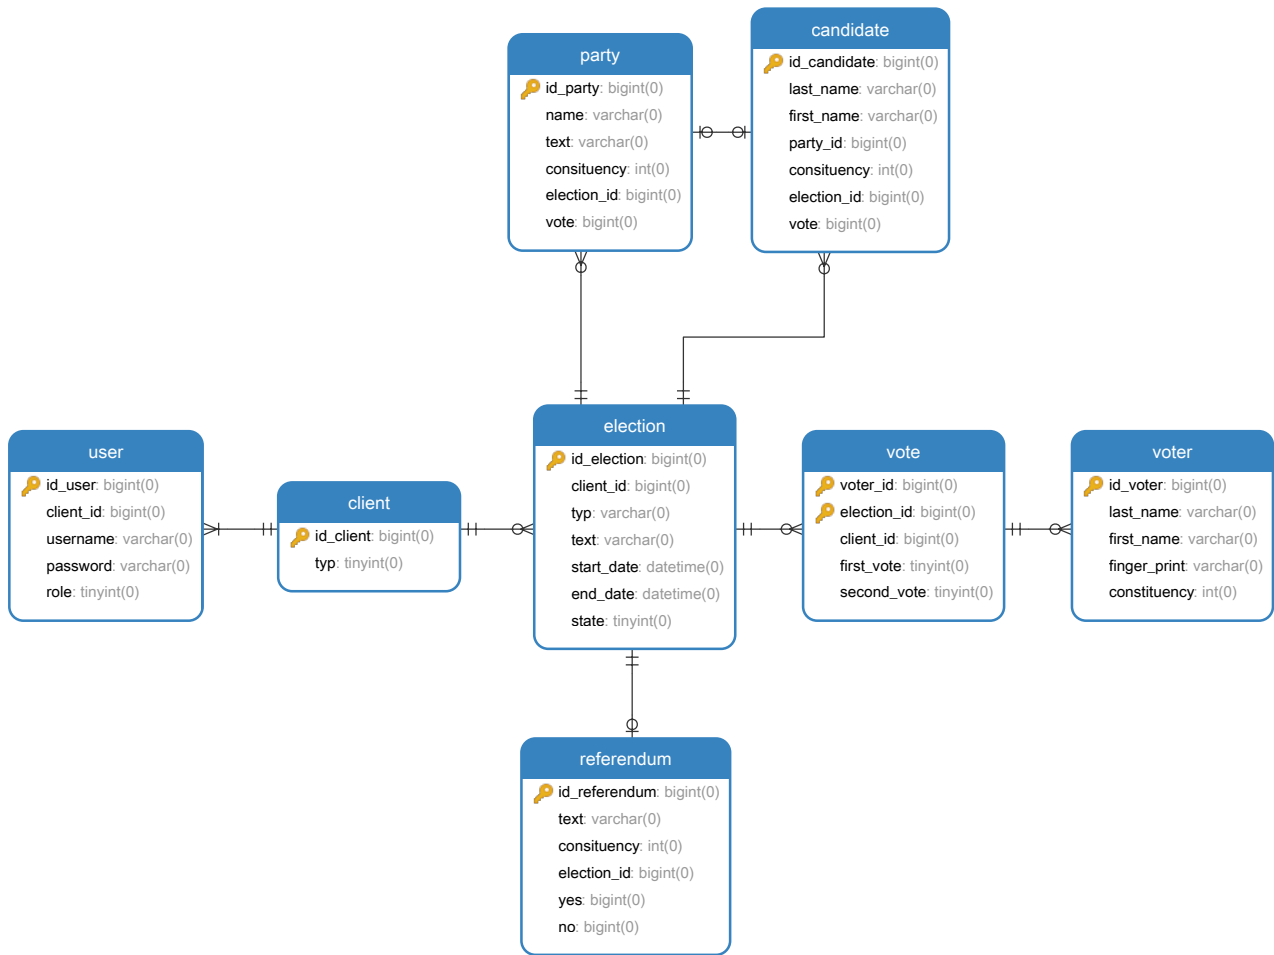 party
id_party: bigint(0)
name: varchar(0)
text: varchar(0)
consituency: int(0)
election_id: bigint(0)
vote: bigint(0)
candidate
id_candidate: bigint(0)
last_name: varchar(0)
first_name: varchar(0)
party_id: bigint(0)
consituency: int(0)
election_id: bigint(0)
vote: bigint(0)
user
id_user: bigint(0)
client_id: bigint(0)
username: varchar(0)
password: varchar(0)
role: tinyint(0)
client
id_client: bigint(0)
typ: tinyint(0)
election
id_election: bigint(0)
client_id: bigint(0)
typ: varchar(0)
text: varchar(0)
start_date: datetime(0)
end_date: datetime(0)
state: tinyint(0)
vote
voter_id: bigint(0)
election_id: bigint(0)
client_id: bigint(0)
first_vote: tinyint(0)
second_vote: tinyint(0)
voter
id_voter: bigint(0)
last_name: varchar(0)
first_name: varchar(0)
finger_print: varchar(0)
constituency: int(0)
referendum
id_referendum: bigint(0)
text: varchar(0)
consituency: int(0)
election_id: bigint(0)
yes: bigint(0)
no: bigint(0)